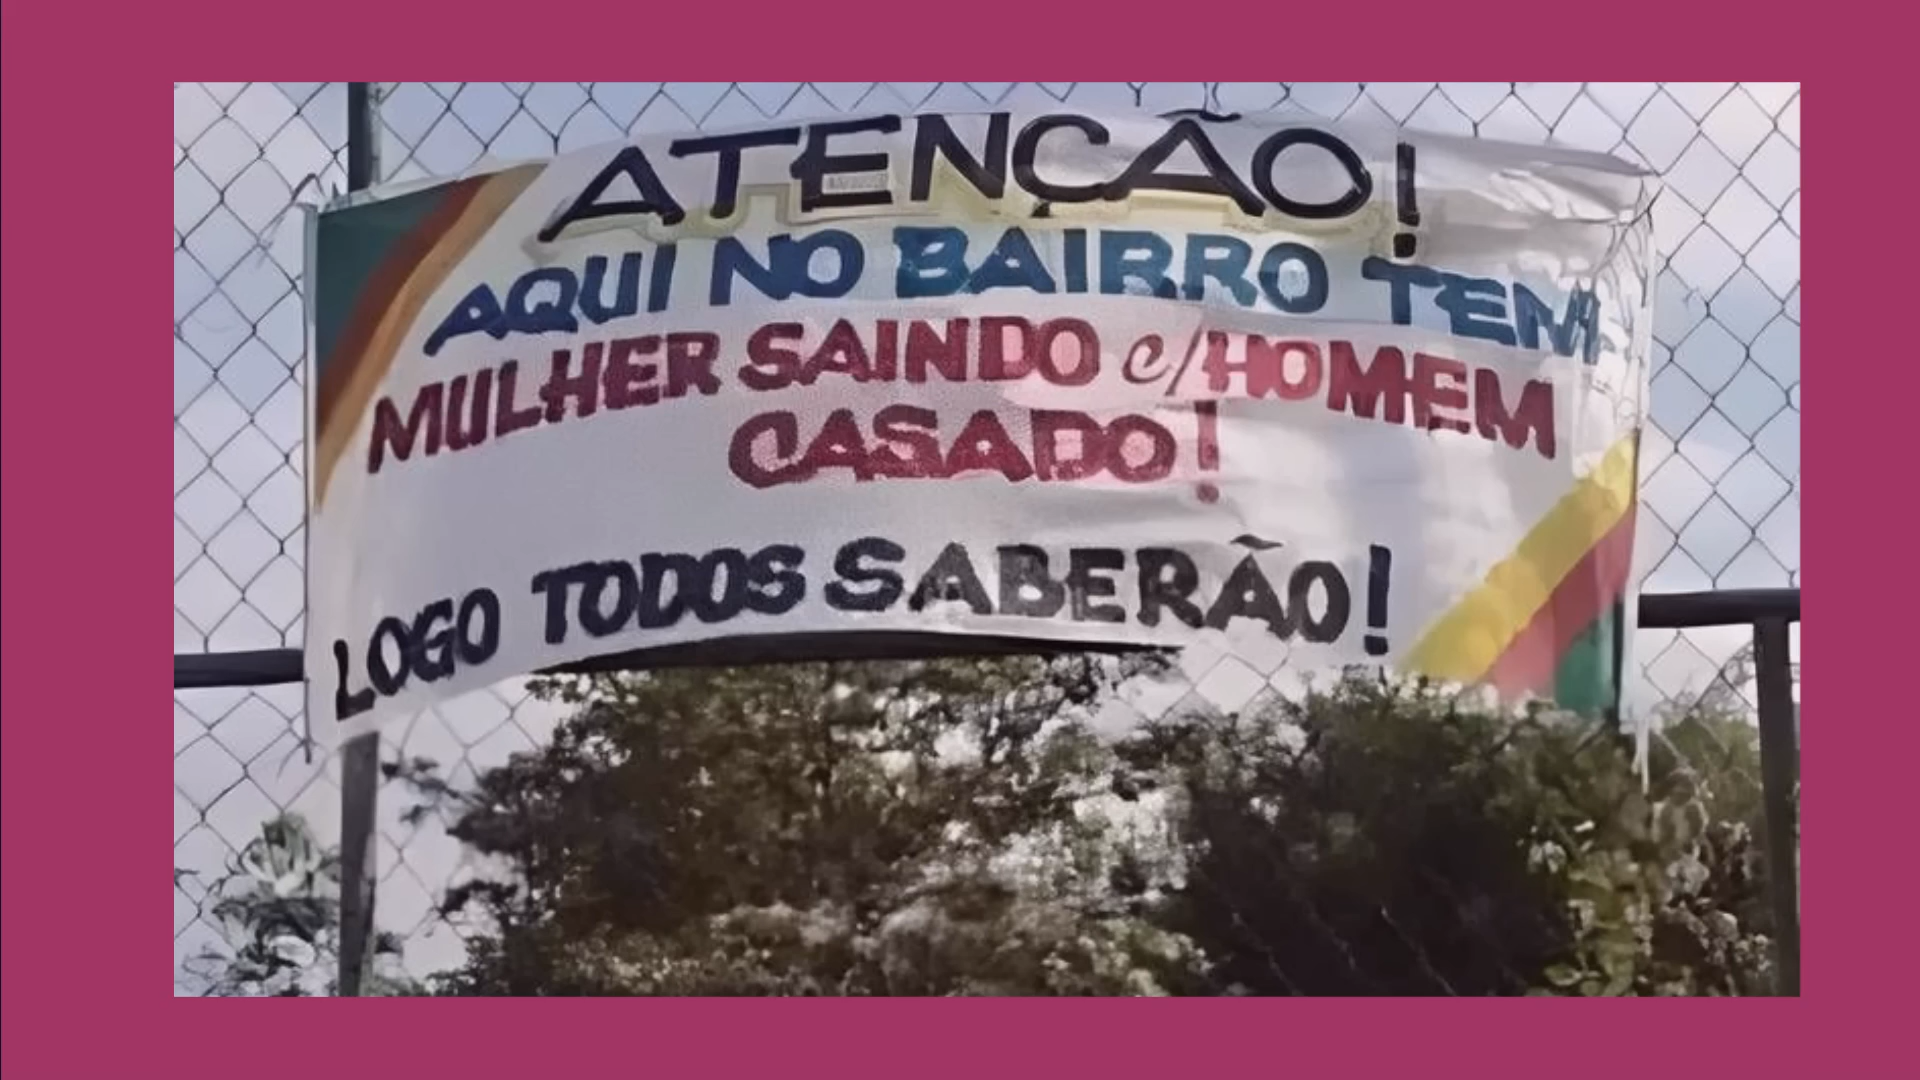 ATENÇÃO!
AQUI NO BAIRRO TEM
MULHER SAINDO c/HOMEM
CASADO!
LOGO TODOS SABERÃO!